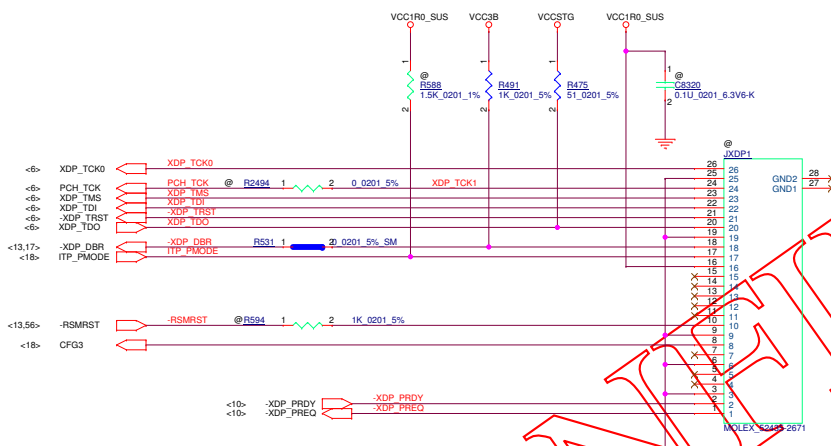 VCC1R0_SUS VCC3B VCCSTG VCC1R0_SUS
1 1 1 1
@ @
R588 R491 R475 C8320
1.5K_0201_1% 1K_0201_5% 51_0201_5% 0.1U_0201_6.3V6-K
2 2 2 2
@
JXDP1
<6> XDP_TCK0 XDP_TCK0 26 26
25 25
<6> PCH_TCK PCH_TCK @ R2494 1 2 0_0201_5% XDP_TCK1 24 24
<6> XDP_TMS XDP_TMS 23 23
<6> XDP_TDI XDP_TDI 22 22
<6> -XDP_TRST -XDP_TRST 21 21
<6> XDP_TDO XDP_TDO 20 20
19 19
<13,17> -XDP_DBR -XDP_DBR R531 1 2 0_0201_5% SM 18 18
<18> ITP_PMODE ITP_PMODE 17 17
16 16
15 15
14 14
13 13
12 12
11 11
<13,56> -RSMRST -RSMRST @ R594 1 2 1K_0201_5% 10 10
9 9
<18> CFG3 8 8
7 7
6 6
5 5
4 4
3 3
<10> -XDP_PRDY -XDP_PRDY 2 2
<10> -XDP_PREQ -XDP_PREQ 1 1
GND2 28
GND1 27
MOLEX_52435-2671